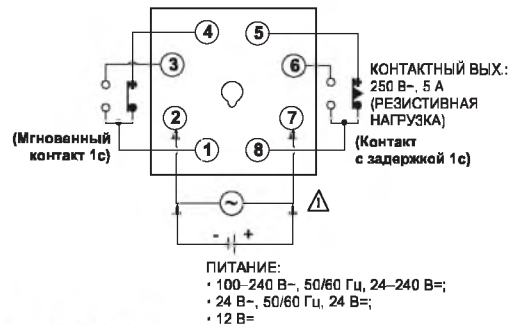 4
5
3
6
2
7
1
8
(Мгновенный
контакт 1с)
КОНТАКТНЫЙ ВЫХ.:
250 В~, 5 А
(РЕЗИСТИВНАЯ
НАГРУЗКА)
(Контакт
с задержкой 1с)
~
- +
ПИТАНИЕ:
• 100–240 В~, 50/60 Гц, 24–240 В=;
• 24 В~, 50/60 Гц, 24 В=;
• 12 В=